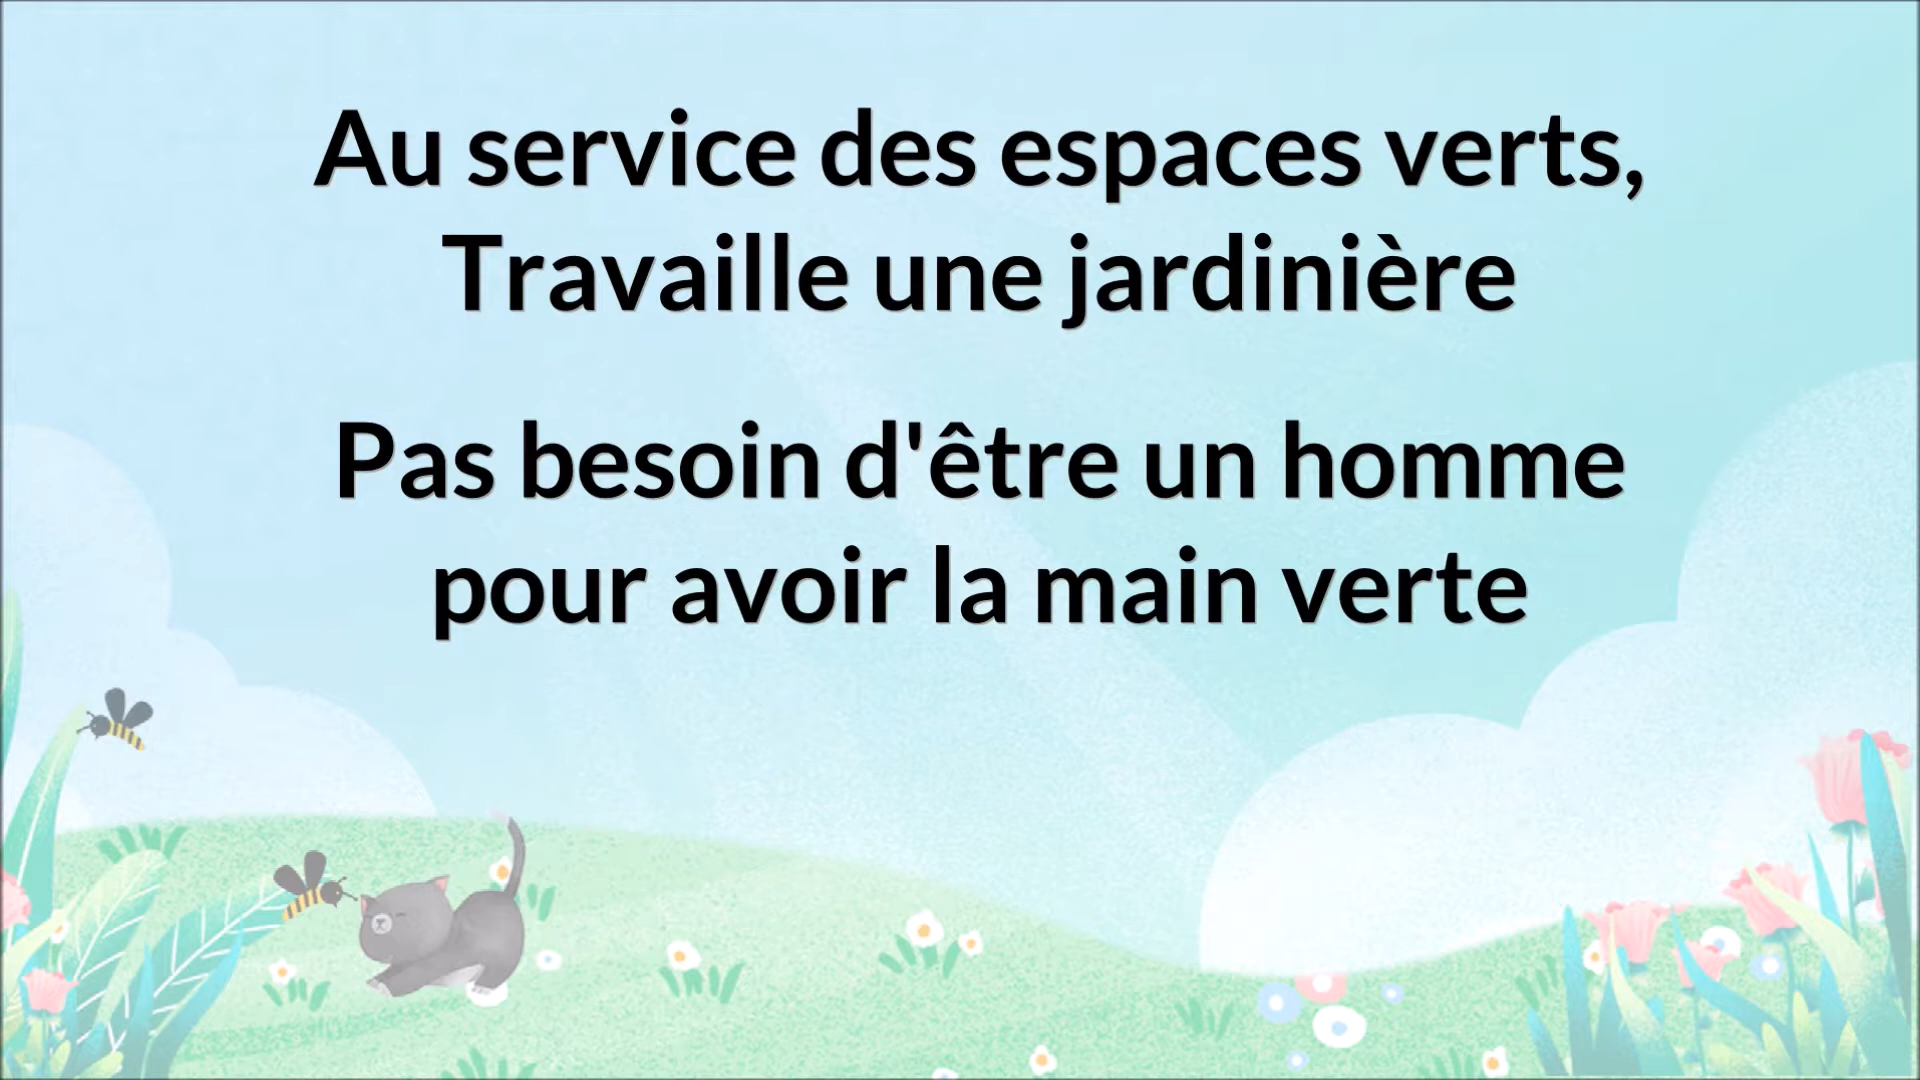 Au service des espaces verts,
Travaille une jardinière
Pas besoin d'être un homme
pour avoir la main verte